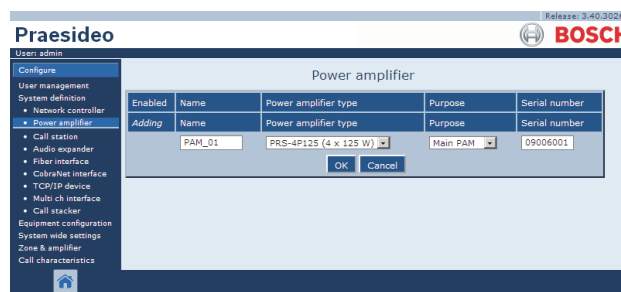 Release: 3.40.3026
Praesideo
BOSCH
User: admin
Configure
User management
System definition
• Network controller
• Power amplifier
• Call station
• Audio expander
• Fiber interface
• CobraNet interface
• TCP/IP device
• Multi ch interface
• Call stacker
Equipment configuration
System wide settings
Zone & amplifier
Call characteristics
Power amplifier
Enabled Name Power amplifier type Purpose Serial number
Adding Name Power amplifier type Purpose Serial number
PAM_01 PRS-4P125 (4 x 125 W) Main PAM 09006001
OK Cancel